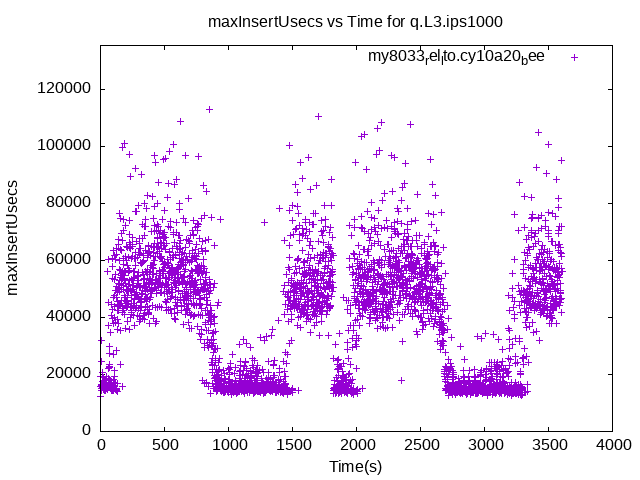 maxInsertUsecs vs Time for q.L3.ips1000
my8033rellto.cy10a20bee
120000
100000
80000
60000
40000
20000
0
maxInsertUsecs
0 500 1000 1500 2000 2500 3000 3500 4000
Time(s)